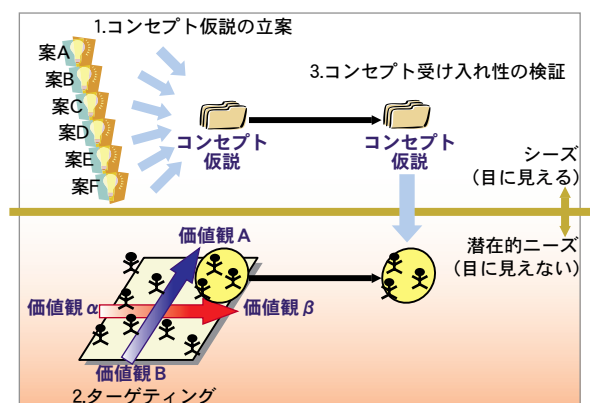 1.コンセプト仮説の立案
案A
案B
案C
案D
案E
案F
コンセプト
仮説
3.コンセプト受け入れ性の検証
コンセプト
仮説
シーズ
(目に見える)
潜在的ニーズ
(目に見えない)
価値観A
価値観α
価値観β
価値観B
2.ターゲティング